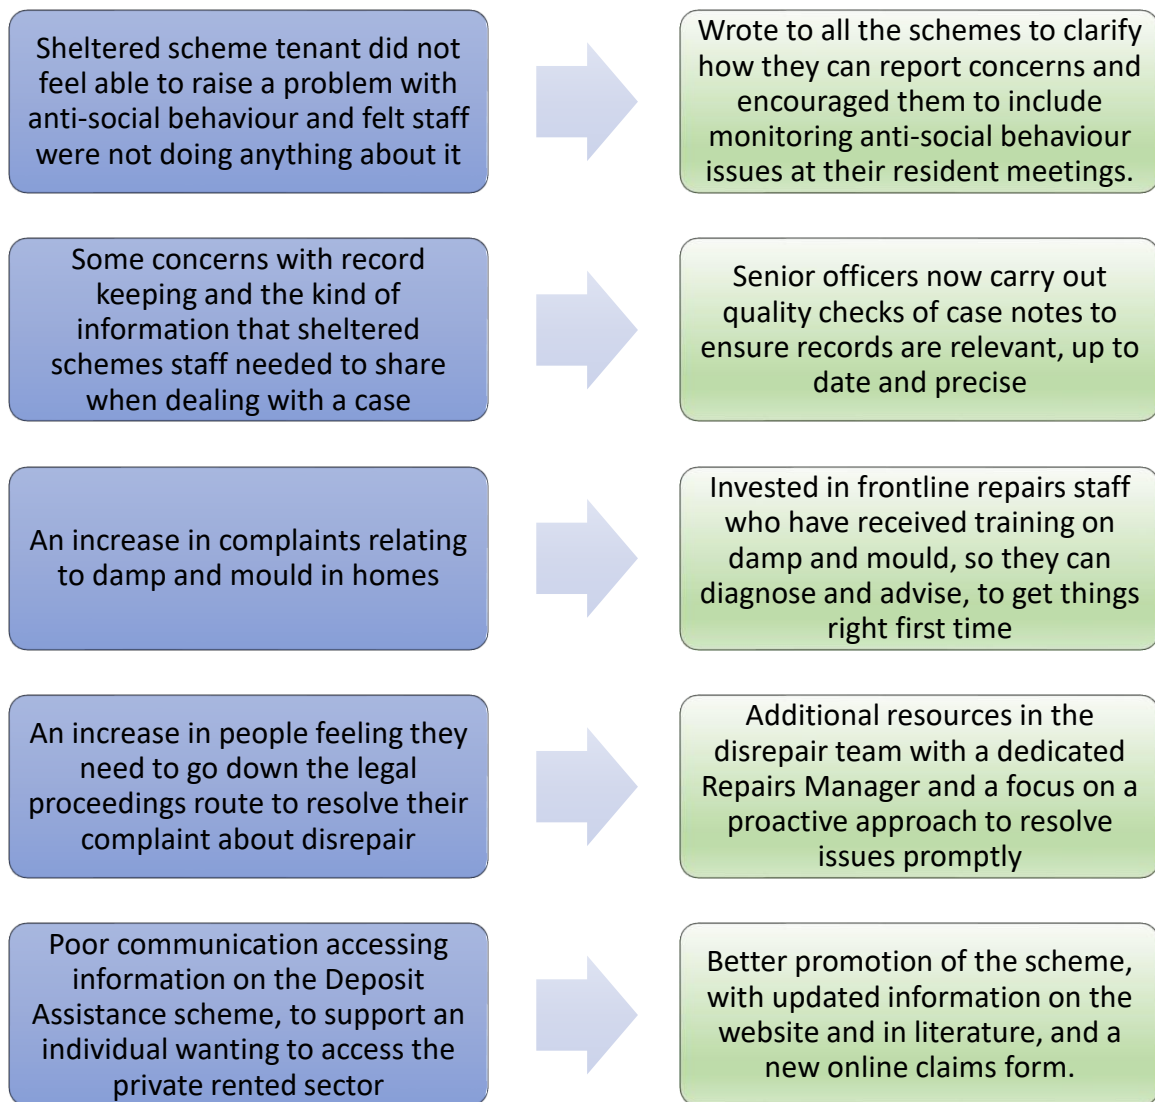 Sheltered scheme tenant did not
feel able to raise a problem with
anti-social behaviour and felt staff
were not doing anything about it
Wrote to all the schemes to clarify
how they can report concerns and
encouraged them to include
monitoring anti-social behaviour
issues at their resident meetings.
Some concerns with record
keeping and the kind of
information that sheltered
schemes staff needed to share
when dealing with a case
Senior officers now carry out
quality checks of case notes to
ensure records are relevant, up to
date and precise
An increase in complaints relating
to damp and mould in homes
Invested in frontline repairs staff
who have received training on
damp and mould, so they can
diagnose and advise, to get things
right first time
An increase in people feeling they
need to go down the legal
proceedings route to resolve their
complaint about disrepair
Additional resources in the
disrepair team with a dedicated
Repairs Manager and a focus on a
proactive approach to resolve
issues promptly
Poor communication accessing
information on the Deposit
Assistance scheme, to support an
individual wanting to access the
private rented sector
Better promotion of the scheme,
with updated information on the
website and in literature, and a
new online claims form.